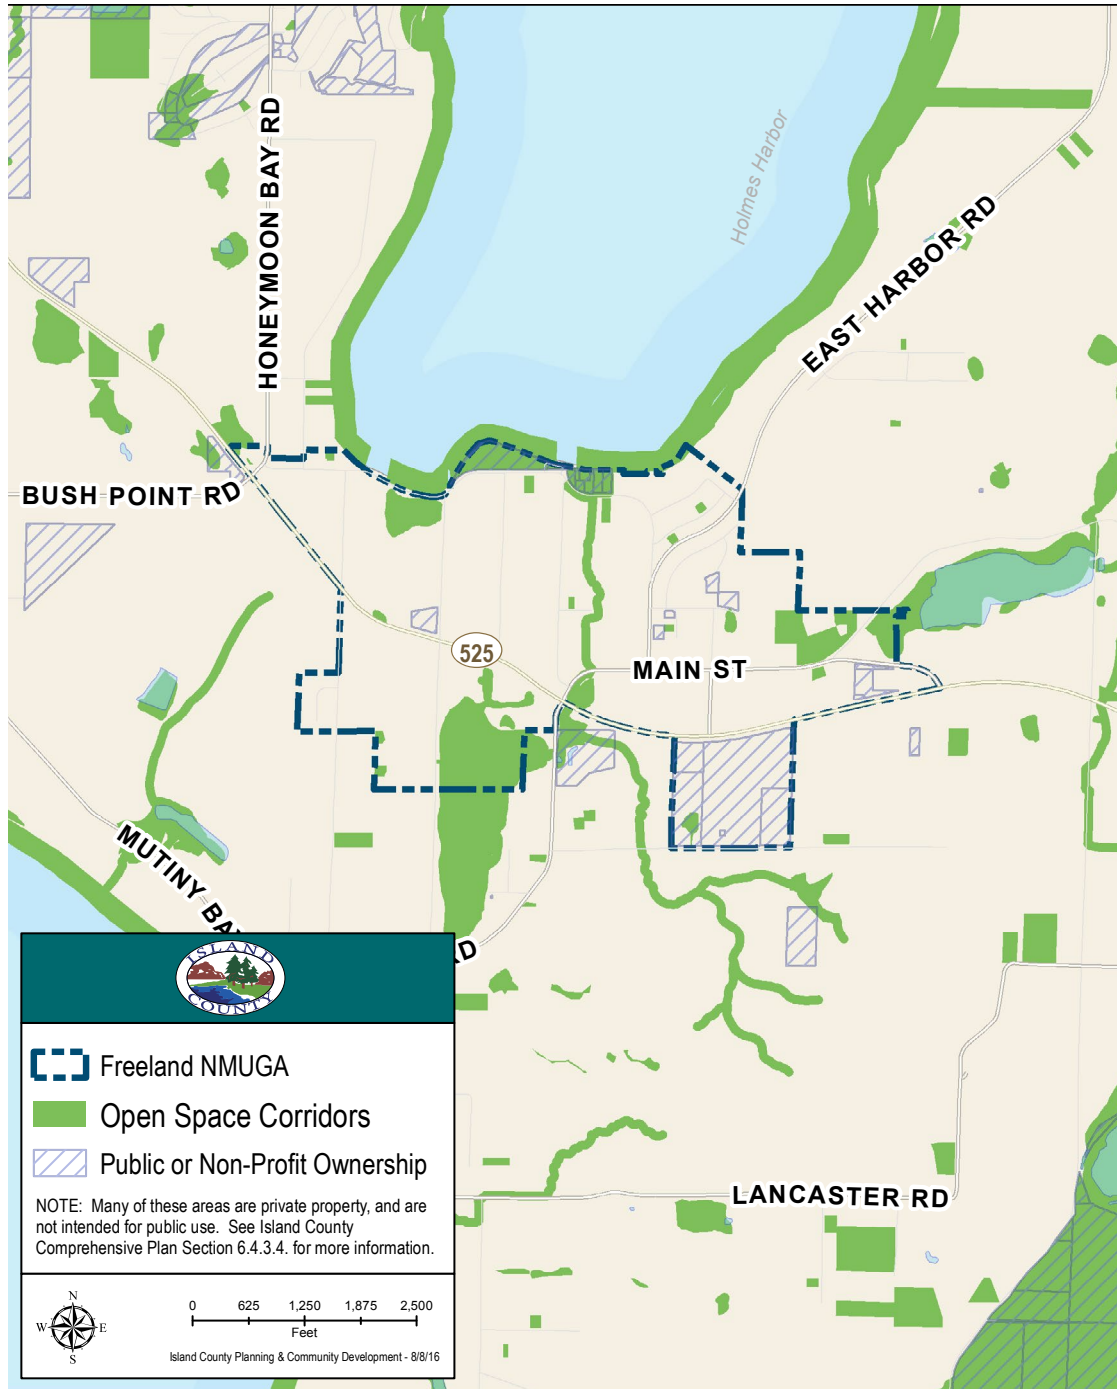 Holmes Harbor
HONEYMOON BAY RD
EAST HARBOR RD
BUSH POINT RD
525
MAIN ST
MUTINY BAY
RD
ISLAND
COUNTY
Freeland NMUGA
Open Space Corridors
Public or Non-Profit Ownership
NOTE: Many of these areas are private property, and are
not intended for public use. See Island County
Comprehensive Plan Section 6.4.3.4. for more information.
LANCASTER RD
N
W E
S
0 625 1,250 1,875 2,500
Feet
Island County Planning & Community Development - 8/8/16